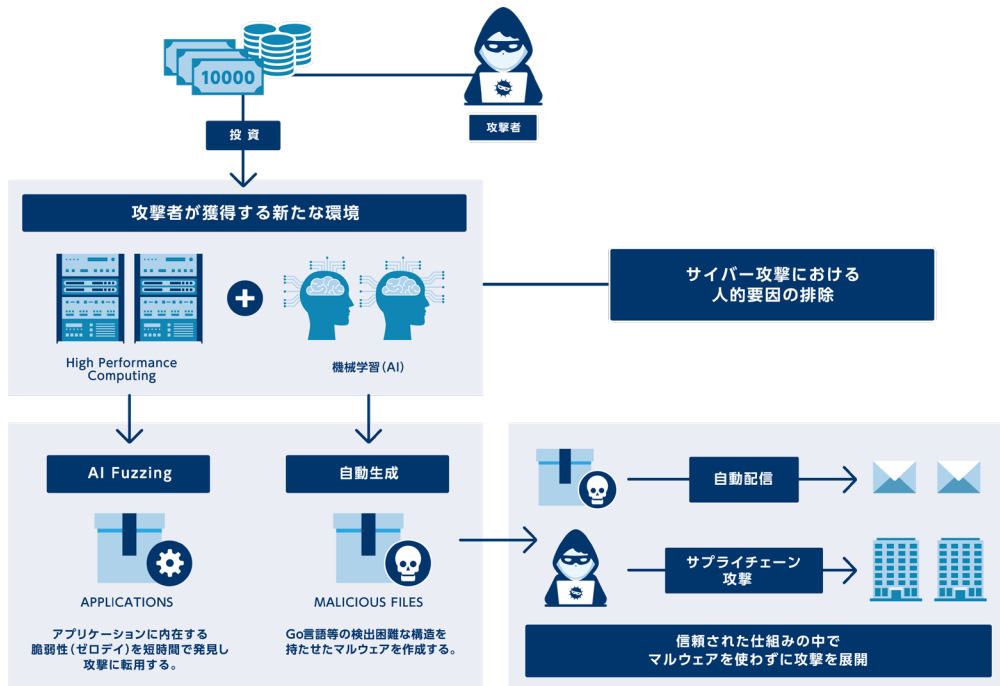 10000
攻撃者
投資
攻撃者が獲得する新たな環境
High Performance
Computing
機械学習(AI)
サイバー攻撃における
人的要因の排除
AI Fuzzing
自動生成
APPLICATIONS
MALICIOUS FILES
アプリケーションに内在する
脆弱性(ゼロデイ)を短時間で発見し
攻撃に転用する。
Go言語等の検出困難な構造を
持たせたマルウェアを作成する。
自動配信
サプライチェーン
攻撃
信頼された仕組みの中で
マルウェアを使わずに攻撃を展開